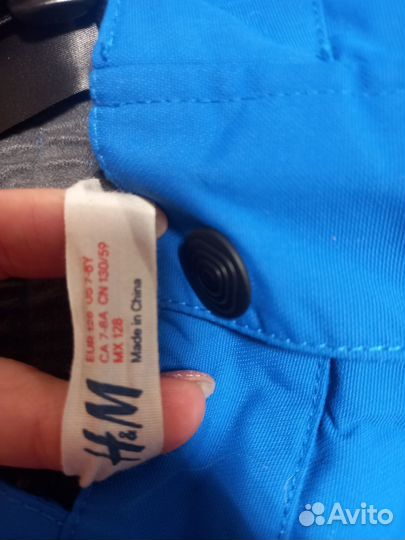 H&M
EUR 128 US 7-8Y
CA 7-8A CN 130/59
MX 128
Made in China
Avito